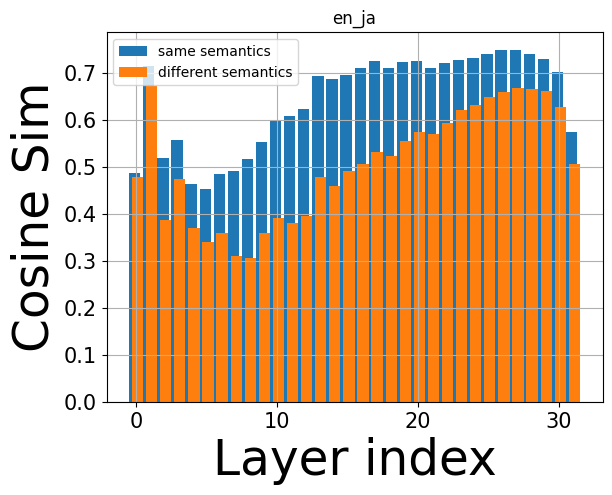 en_ja
same semantics
different semantics
Cosine Sim
0.7
0.6
0.5
0.4
0.3
0.2
0.1
0.0
0 10 20 30
Layer index